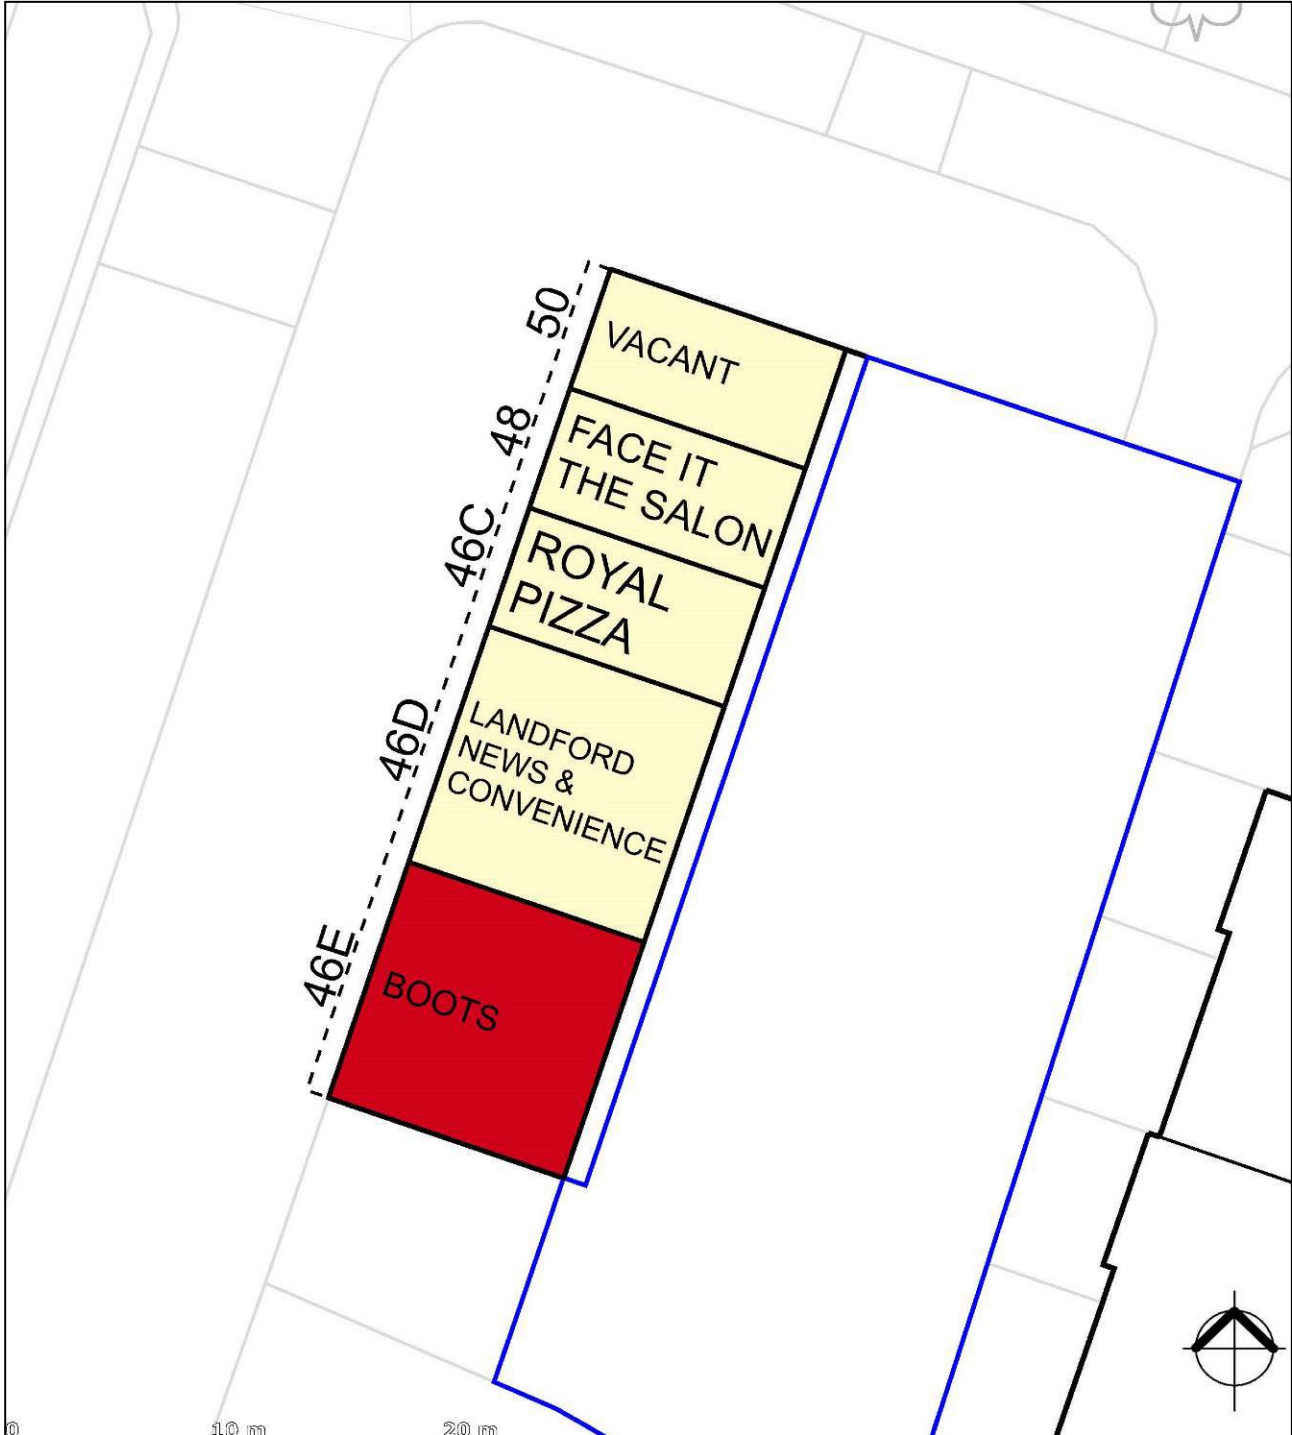 50
VACANT
48
FACE IT
THE SALON
46C
ROYAL
PIZZA
46D
LANDFORD
NEWS &
CONVENIENCE
46E
BOOTS
0
10 m
20 m